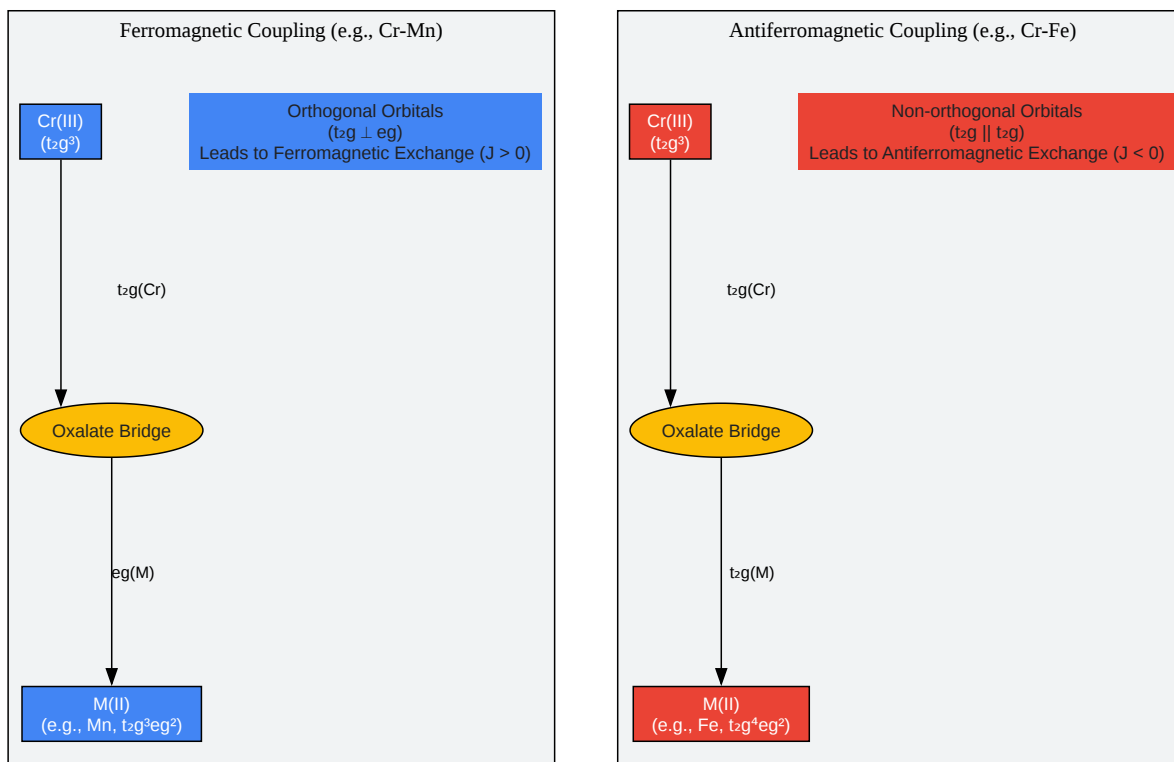 Ferromagnetic Coupling (e.g., Cr-Mn)
Cr(III)
(t₂g³)
Orthogonal Orbitals
(t₂g ⊥ eg)
Leads to Ferromagnetic Exchange (J > 0)
t₂g(Cr)
Oxalate Bridge
eg(M)
M(II)
(e.g., Mn, t₂g³eg²)
Antiferromagnetic Coupling (e.g., Cr-Fe)
Cr(III)
(t₂g³)
Non-orthogonal Orbitals
(t₂g || t₂g)
Leads to Antiferromagnetic Exchange (J < 0)
t₂g(Cr)
Oxalate Bridge
t₂g(M)
M(II)
(e.g., Fe, t₂g⁴eg²)